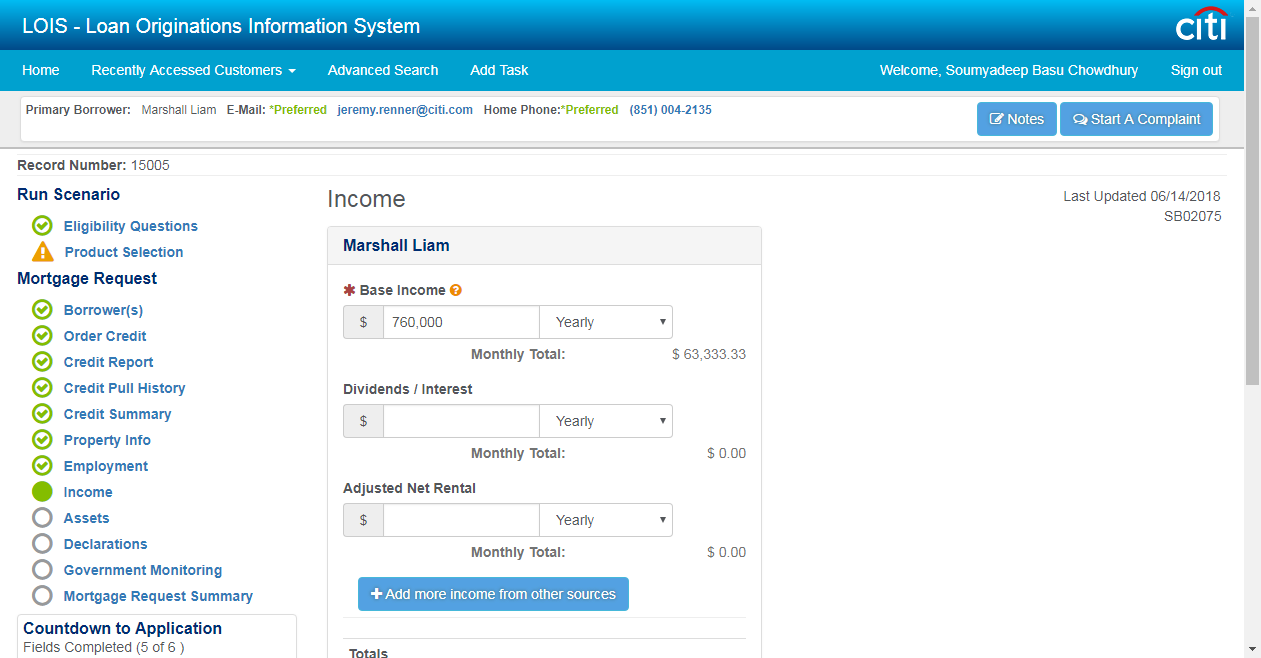 LOIS - Loan Originations Information System
citi
Home Recently Accessed Customers Advanced Search Add Task Welcome, Soumyadeep Basu Chowdhury Sign out
Primary Borrower: Marshall Liam E-Mail: *Preferred jeremy.renner@citi.com Home Phone:*Preferred (851) 004-2135
Notes Start A Complaint
Record Number: 15005
Run Scenario
Eligibility Questions
Product Selection
Mortgage Request
Borrower(s)
Order Credit
Credit Report
Credit Pull History
Credit Summary
Property Info
Employment
Income
Assets
Declarations
Government Monitoring
Mortgage Request Summary
Countdown to Application
Fields Completed (5 of 6 )
Income
Last Updated 06/14/2018
SB02075
Marshall Liam
✱ Base Income ?
$ 760,000 Yearly
Monthly Total: $ 63,333.33
Dividends / Interest
$ Yearly
Monthly Total: $ 0.00
Adjusted Net Rental
$ Yearly
Monthly Total: $ 0.00
+ Add more income from other sources
Totals